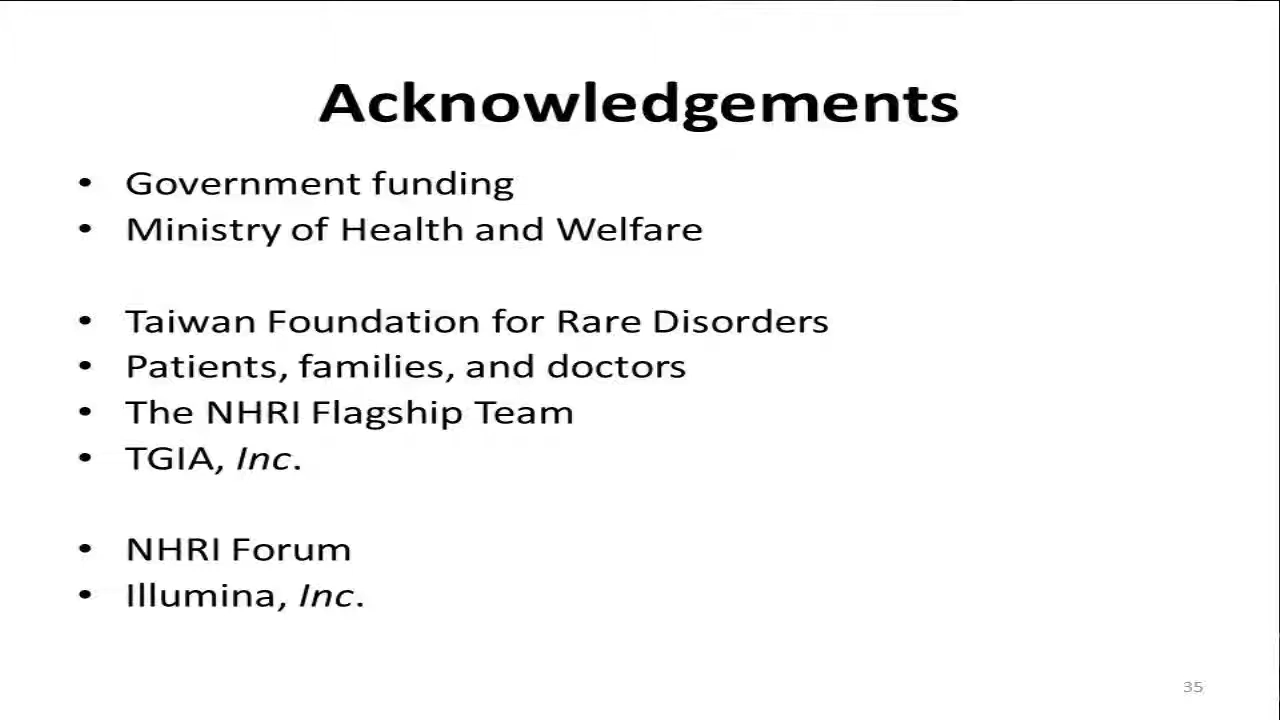 Acknowledgements
• Government funding
• Ministry of Health and Welfare
• Taiwan Foundation for Rare Disorders
• Patients, families, and doctors
• The NHRI Flagship Team
• TGIA, Inc.
• NHRI Forum
• Illumina, Inc.
35